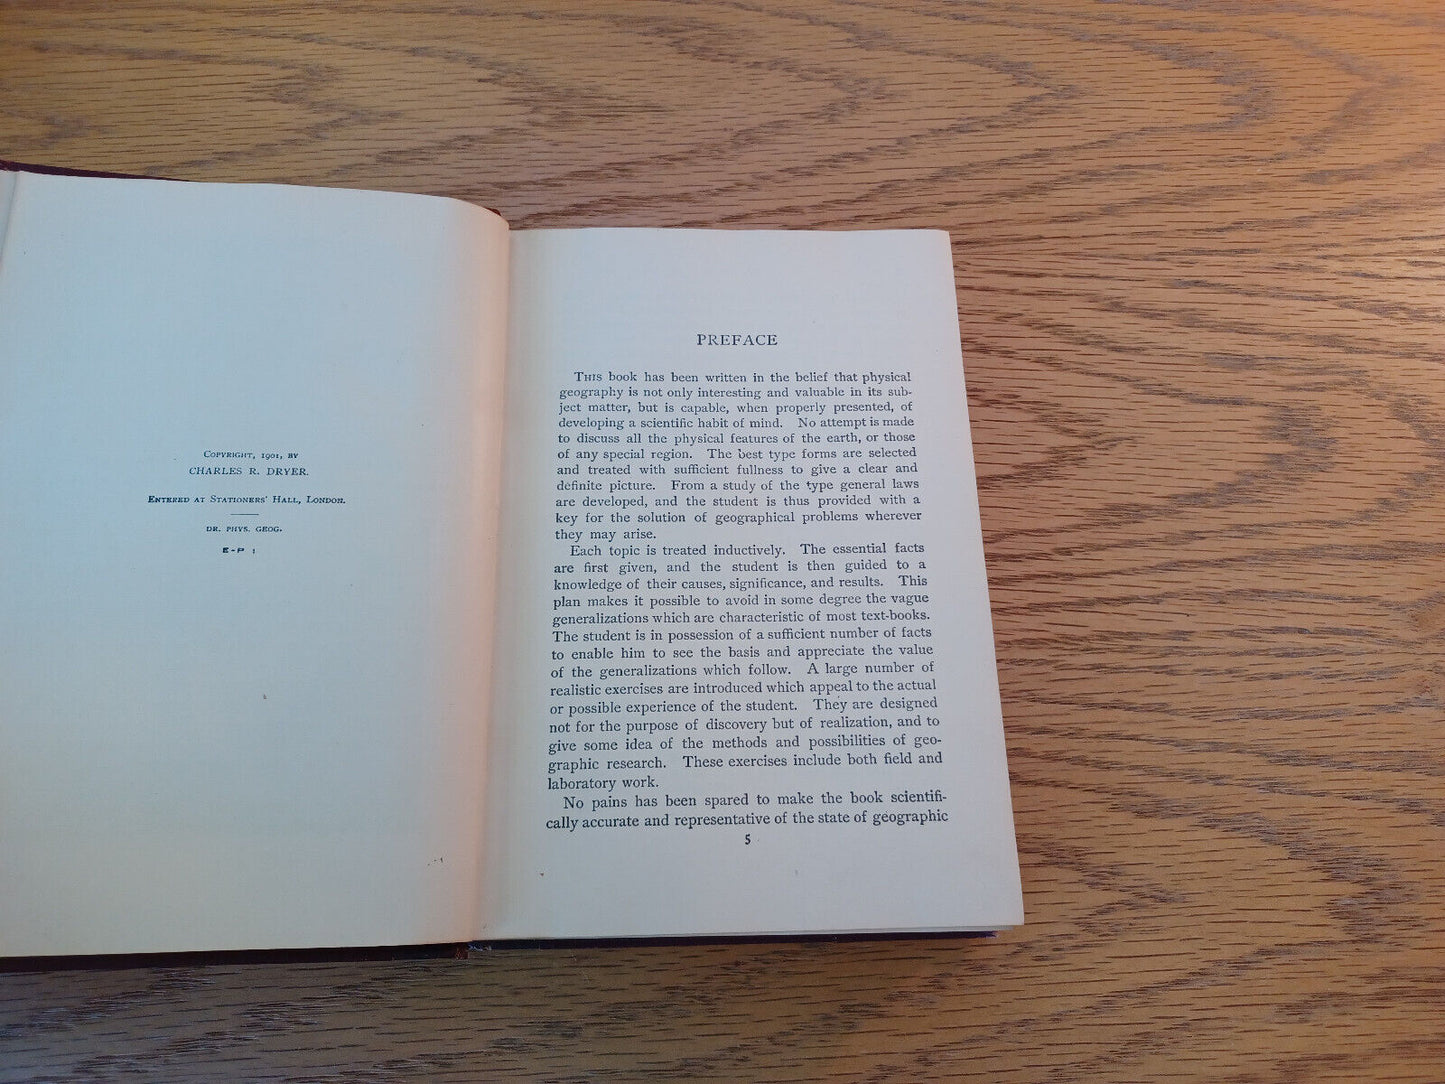 COPYRIGHT, 1901, BY
CHARLES R. DRYER.
ENTERED AT STATIONERS' HALL, LONDON.
DR. PHYS. GEOG.
E-P 1
PREFACE
THIS book has been written in the belief that physical
geography is not only interesting and valuable in its sub-
ject matter, but is capable, when properly presented, of
developing a scientific habit of mind. No attempt is made
to discuss all the physical features of the earth, or those
of any special region. The best type forms are selected
and treated with sufficient fullness to give a clear and
definite picture. From a study of the type general laws
are developed, and the student is thus provided with a
key for the solution of geographical problems wherever
they may arise.
Each topic is treated inductively. The essential facts
are first given, and the student is then guided to a
knowledge of their causes, significance, and results. This
plan makes it possible to avoid in some degree the vague
generalizations which are characteristic of most text-books.
The student is in possession of a sufficient number of facts
to enable him to see the basis and appreciate the value
of the generalizations which follow. A large number of
realistic exercises are introduced which appeal to the actual
or possible experience of the student. They are designed
not for the purpose of discovery but of realization, and to
give some idea of the methods and possibilities of geo-
graphic research. These exercises include both field and
laboratory work.
No pains has been spared to make the book scientifi-
cally accurate and representative of the state of geographic
5